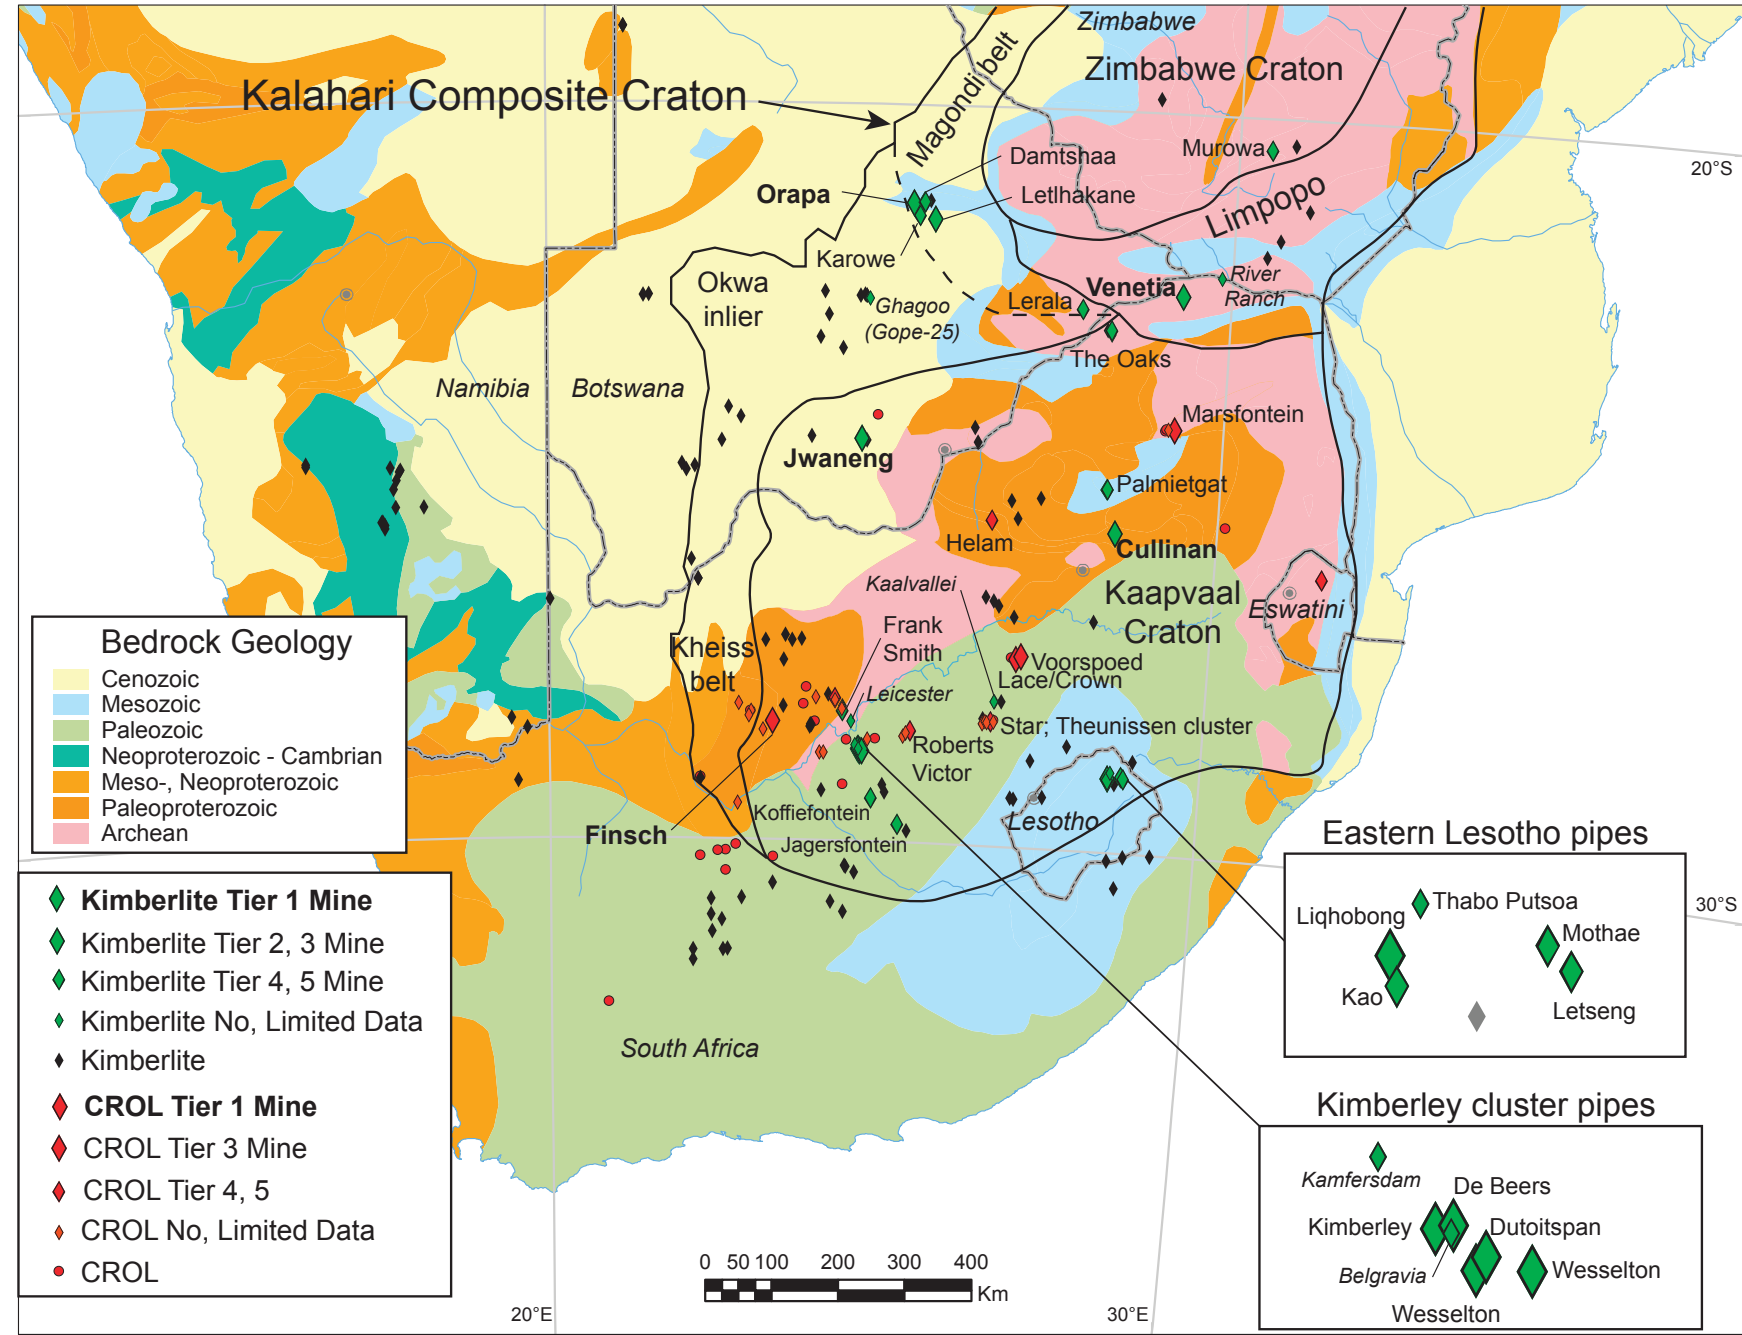 Zimbabwe
Zimbabwe Craton
Kalahari Composite Craton
Magondi belt
Damtshaa
Murowa
20°S
Orapa
Letlhakane
Limpopo
Karowe
Okwa
inlier
Ghagoo
(Gope-25)
Lerala
Venetia
River
Ranch
The Oaks
Namibia
Botswana
Marsfontein
Jwaneng
Palmietgat
Helam
Cullinan
Kaalvallei
Kaapvaal
Craton
Eswatini
Frank
Smith
Kheiss
belt
Voorspoed
Lace/Crown
Leicester
Star; Theunissen cluster
Roberts
Victor
Koffiefontein
Finsch
Jagersfontein
Lesotho
South Africa
Bedrock Geology
Cenozoic
Mesozoic
Paleozoic
Neoproterozoic - Cambrian
Meso-, Neoproterozoic
Paleoproterozoic
Archean
Kimberlite Tier 1 Mine
Kimberlite Tier 2, 3 Mine
Kimberlite Tier 4, 5 Mine
Kimberlite No, Limited Data
Kimberlite
CROL Tier 1 Mine
CROL Tier 3 Mine
CROL Tier 4, 5
CROL No, Limited Data
CROL
Eastern Lesotho pipes
Thabo Putsoa
Liqhobong
Mothae
Kao
Letseng
30°S
Kimberley cluster pipes
Kamfersdam
De Beers
Kimberley
Dutoitspan
Belgravia
Wesselton
Wesselton
0 50 100 200 300 400
Km
20°E
30°E